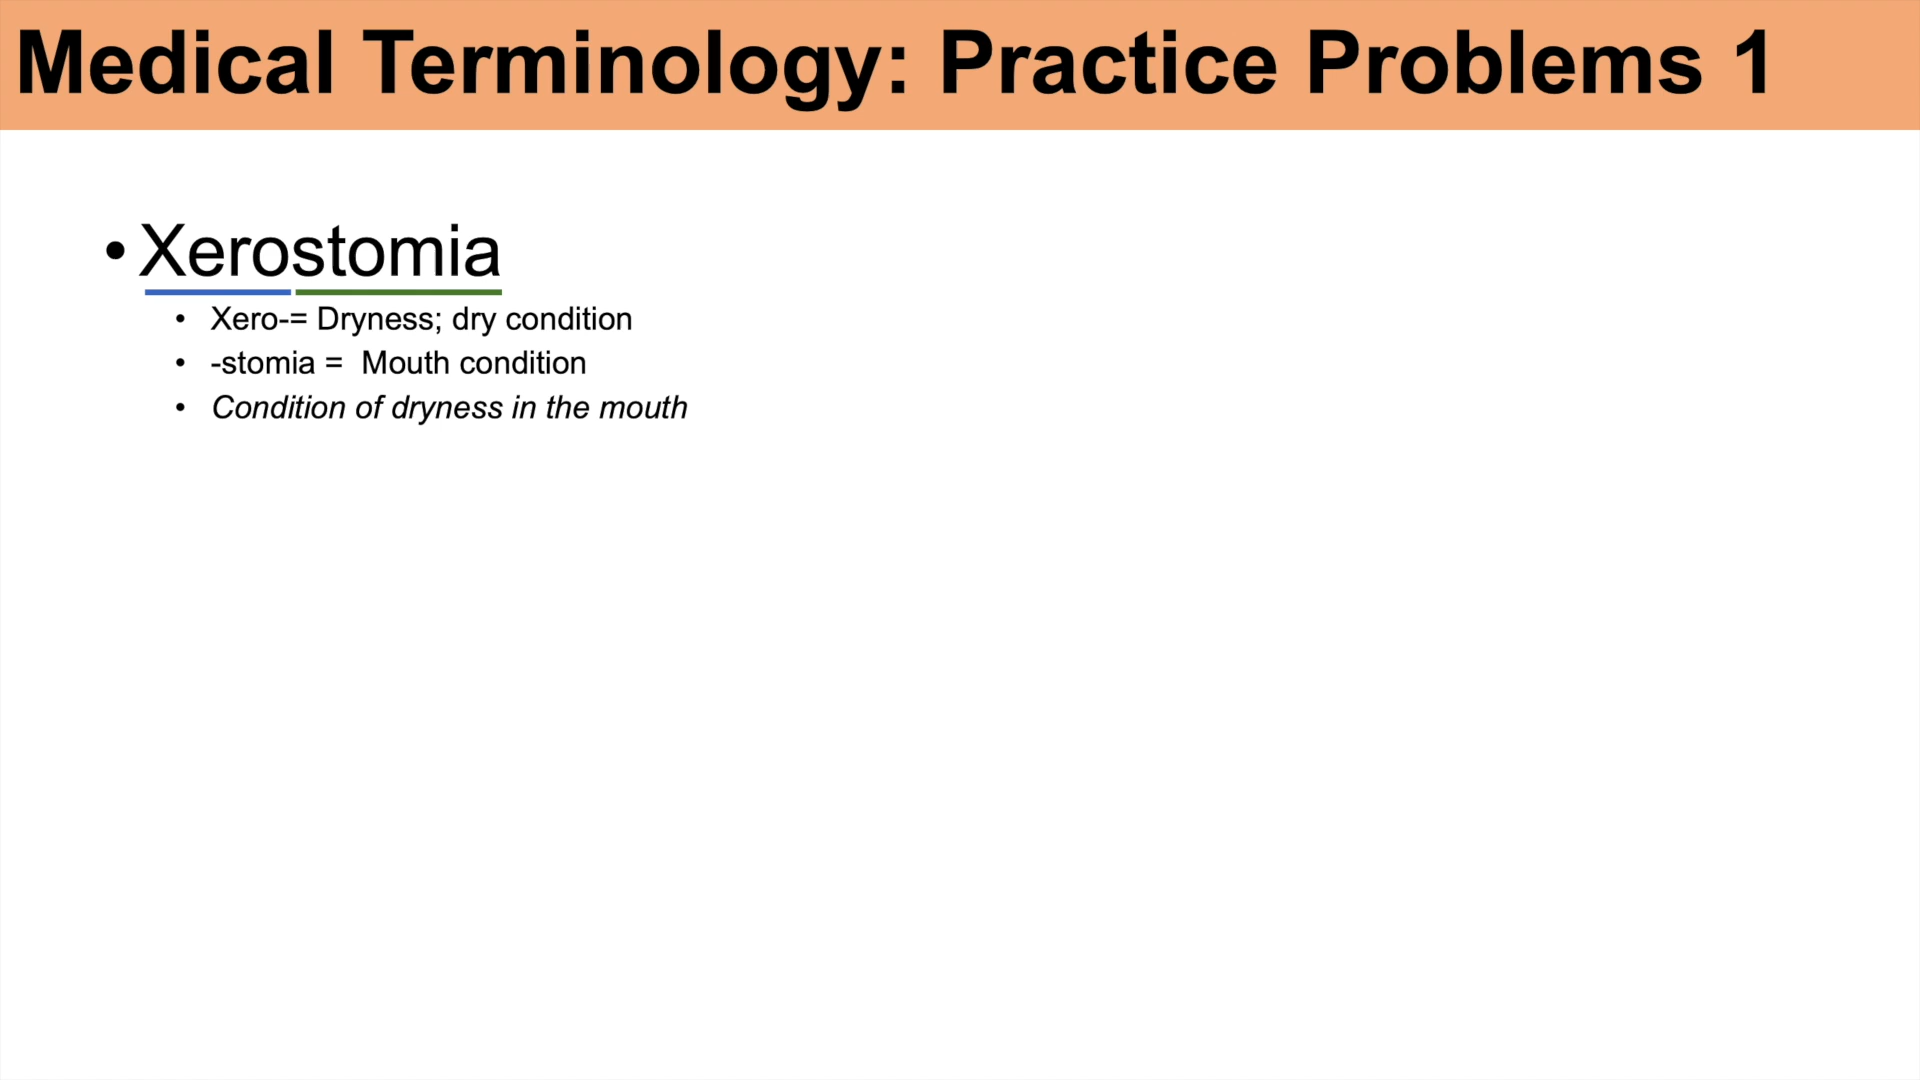 Medical Terminology: Practice Problems 1
• Xerostomia
• Xero-= Dryness; dry condition
• -stomia =  Mouth condition
• Condition of dryness in the mouth